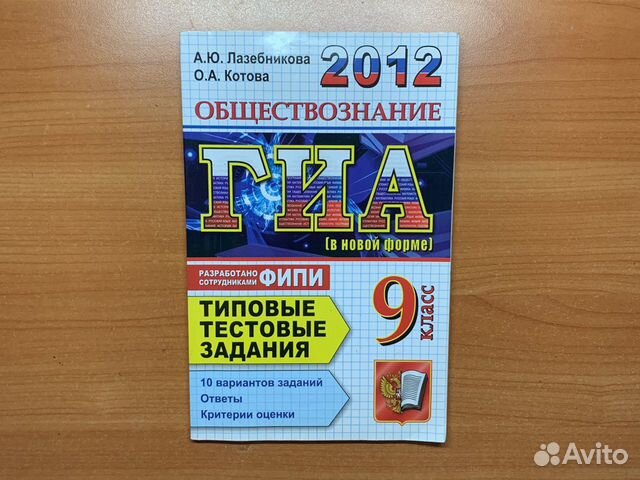 А.Ю. Лазебникова
О.А. Котова
2012
ОБЩЕСТВОЗНАНИЕ
ГИА
(в новой форме)
РАЗРАБОТАНО
СОТРУДНИКАМИ ФИПИ
ТИПОВЫЕ
ТЕСТОВЫЕ
ЗАДАНИЯ
9 класс
10 вариантов заданий
Ответы
Критерии оценки
Avito